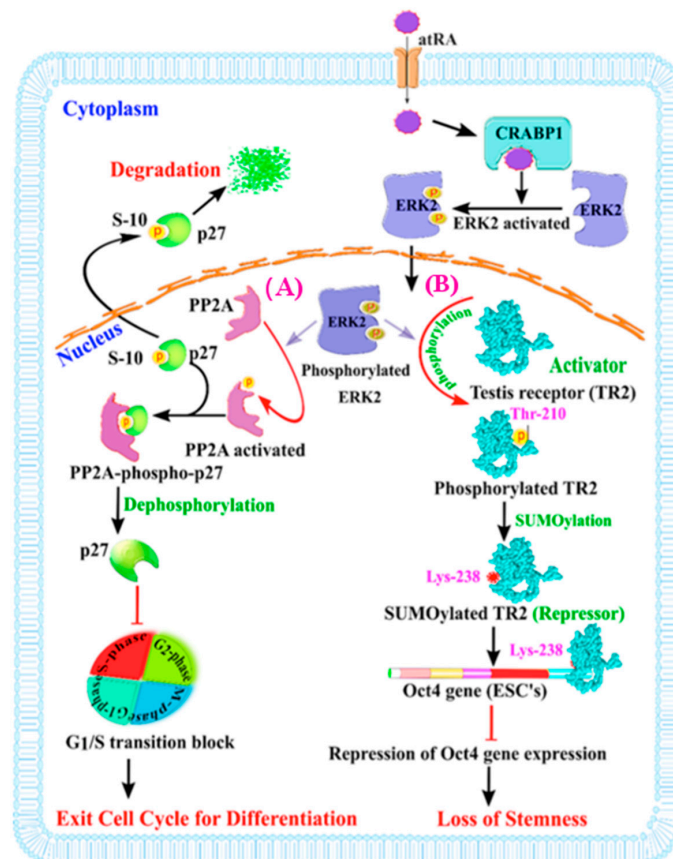 atRA
Cytoplasm
CRABP1
Degradation
P
ERK2
P
ERK2
S-10
P
p27
ERK2 activated
(A)
(B)
PP2A
P
ERK2
P
phosphorylation
Nucleus
S-10
P
p27
Phosphorylated
ERK2
Activator
Testis receptor (TR2)
P
Thr-210
P
P
PP2A activated
PP2A-phospho-p27
Phosphorylated TR2
Dephosphorylation
SUMOylation
p27
Lys-238
SUMOylated TR2 (Repressor)
S-phase
G2-phase
G1-phase
M-phase
Lys-238
Oct4 gene (ESC's)
G1/S transition block
Repression of Oct4 gene expression
Exit Cell Cycle for Differentiation
Loss of Stemness